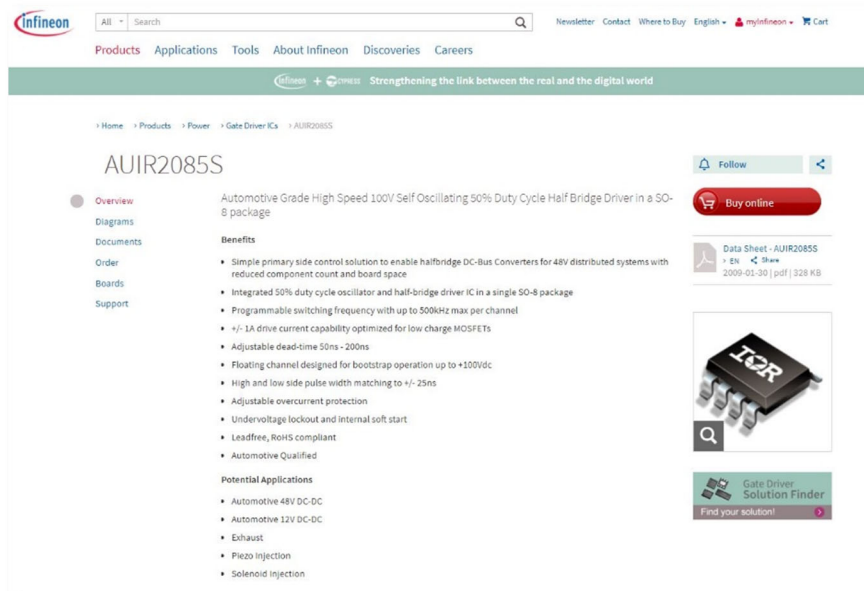 infineon
All Search
Newsletter Contact Where to Buy English myInfineon Cart
Products Applications Tools About Infineon Discoveries Careers
infineon + CYPRESS Strengthening the link between the real and the digital world
› Home › Products › Power › Gate Driver ICs › AUIR2085S
AUIR2085S
Overview
Diagrams
Documents
Order
Boards
Support
Automotive Grade High Speed 100V Self Oscillating 50% Duty Cycle Half Bridge Driver in a SO-
8 package
Benefits
• Simple primary side control solution to enable halfbridge DC-Bus Converters for 48V distributed systems with
reduced component count and board space
• Integrated 50% duty cycle oscillator and half-bridge driver IC in a single SO-8 package
• Programmable switching frequency with up to 500kHz max per channel
• +/- 1A drive current capability optimized for low charge MOSFETs
• Adjustable dead-time 50ns - 200ns
• Floating channel designed for bootstrap operation up to +100Vdc
• High and low side pulse width matching to +/- 25ns
• Adjustable overcurrent protection
• Undervoltage lockout and internal soft start
• Leadfree, RoHS compliant
• Automotive Qualified
Potential Applications
• Automotive 48V DC-DC
• Automotive 12V DC-DC
• Exhaust
• Piezo Injection
• Solenoid Injection
Follow
Buy online
Data Sheet - AUIR2085S
› EN Share
2009-01-30 | pdf | 328 KB
IOR
Gate Driver
Solution Finder
Find your solution!